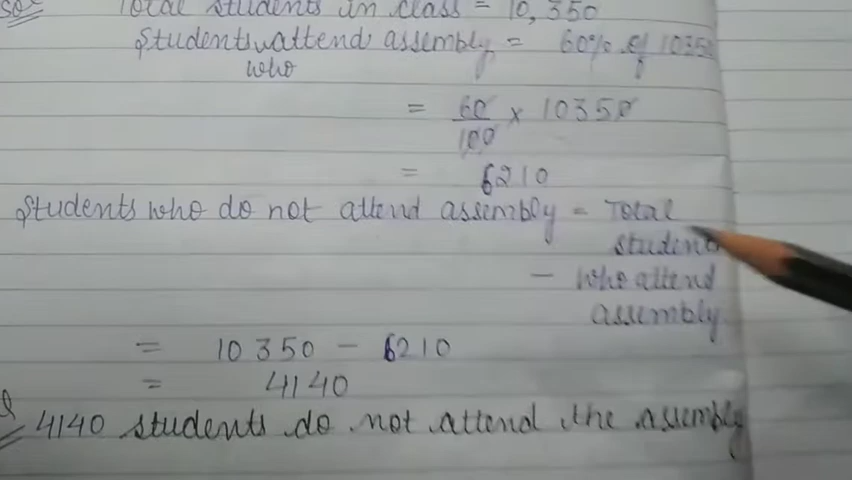 Total students in class = 10,350
Students attend assembly = 60% of 10350
who
= 60/100 × 10350
= 6210
Students who do not attend assembly = Total
students
- who attend
assembly
= 10350 - 6210
= 4140
4140 students do not attend the assembly